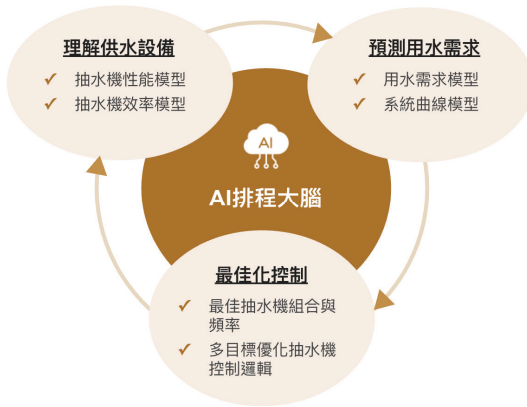 理解供水設備
✓ 抽水機性能模型
✓ 抽水機效率模型
預測用水需求
✓ 用水需求模型
✓ 系統曲線模型
AI
AI排程大腦
最佳化控制
✓ 最佳抽水機組合與
頻率
✓ 多目標優化抽水機
控制邏輯